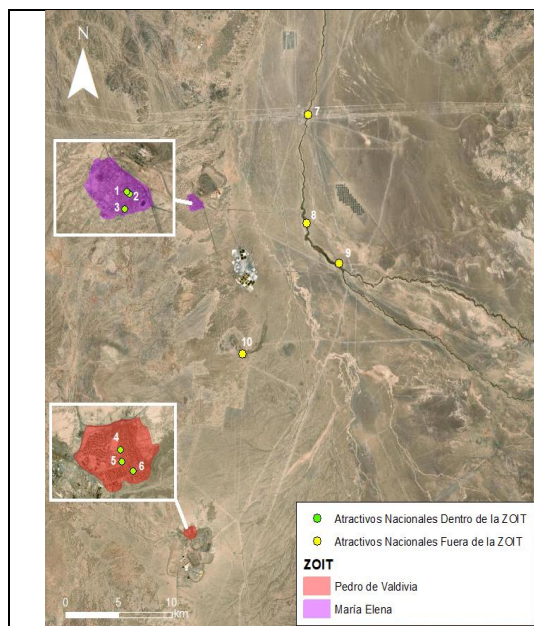 N
7
1
2
3
8
9
10
4
5
6
Atractivos Nacionales Dentro de la ZOIT
Atractivos Nacionales Fuera de la ZOIT
ZOIT
Pedro de Valdivia
María Elena
0 5 10
km